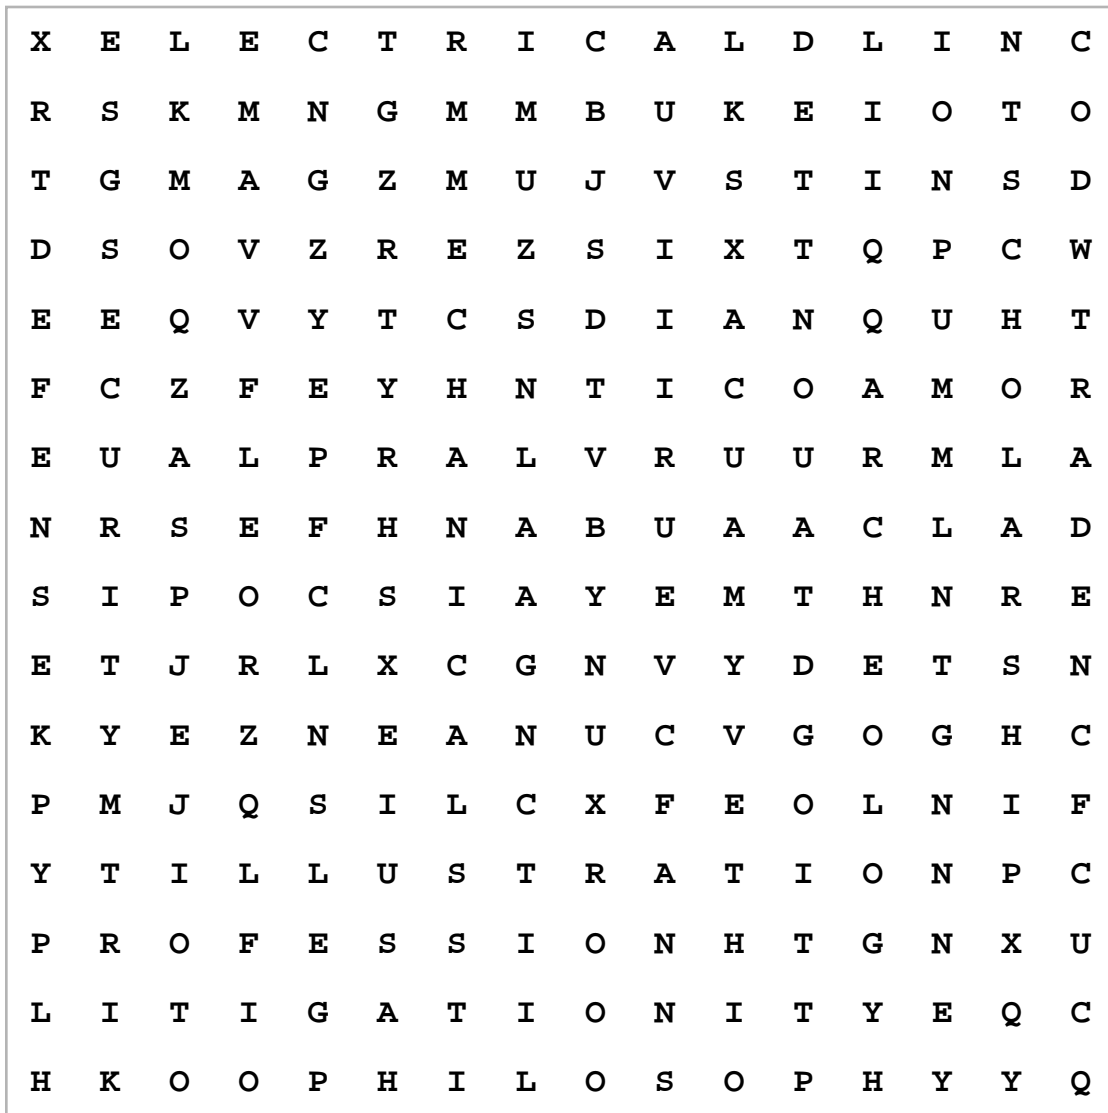 X E L E C T R I C A L D L I N C
R S K M N G M M B U K E I O T O
T G M A G Z M U J V S T I N S D
D S O V Z R E Z S I X T Q P C W
E E Q V Y T C S D I A N Q U H T
F C Z F E Y H N T I C O A M O R
E U A L P R A L V R U U R M L A
N R S E F H N A B U A A C L A D
S I P O C S I A Y E M T H N R E
E T J R L X C G N V Y D E T S N
K Y E Z N E A N U C V G O G H C
P M J Q S I L C X F E O L N I F
Y T I L L U S T R A T I O N P C
P R O F E S S I O N H T G N X U
L I T I G A T I O N I T Y E Q C
H K O O P H I L O S O P H Y Y Q